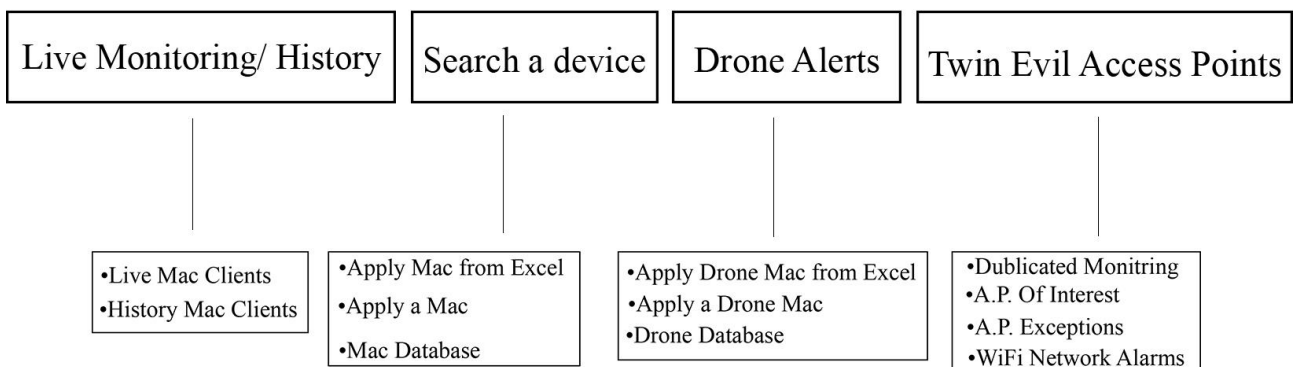 Live Monitoring/ History
Search a device
Drone Alerts
Twin Evil Access Points
•Live Mac Clients
•History Mac Clients
•Apply Mac from Excel
•Apply a Mac
•Mac Database
•Apply Drone Mac from Excel
•Apply a Drone Mac
•Drone Database
•Dublicated Monitring
•A.P. Of Interest
•A.P. Exceptions
•WiFi Network Alarms